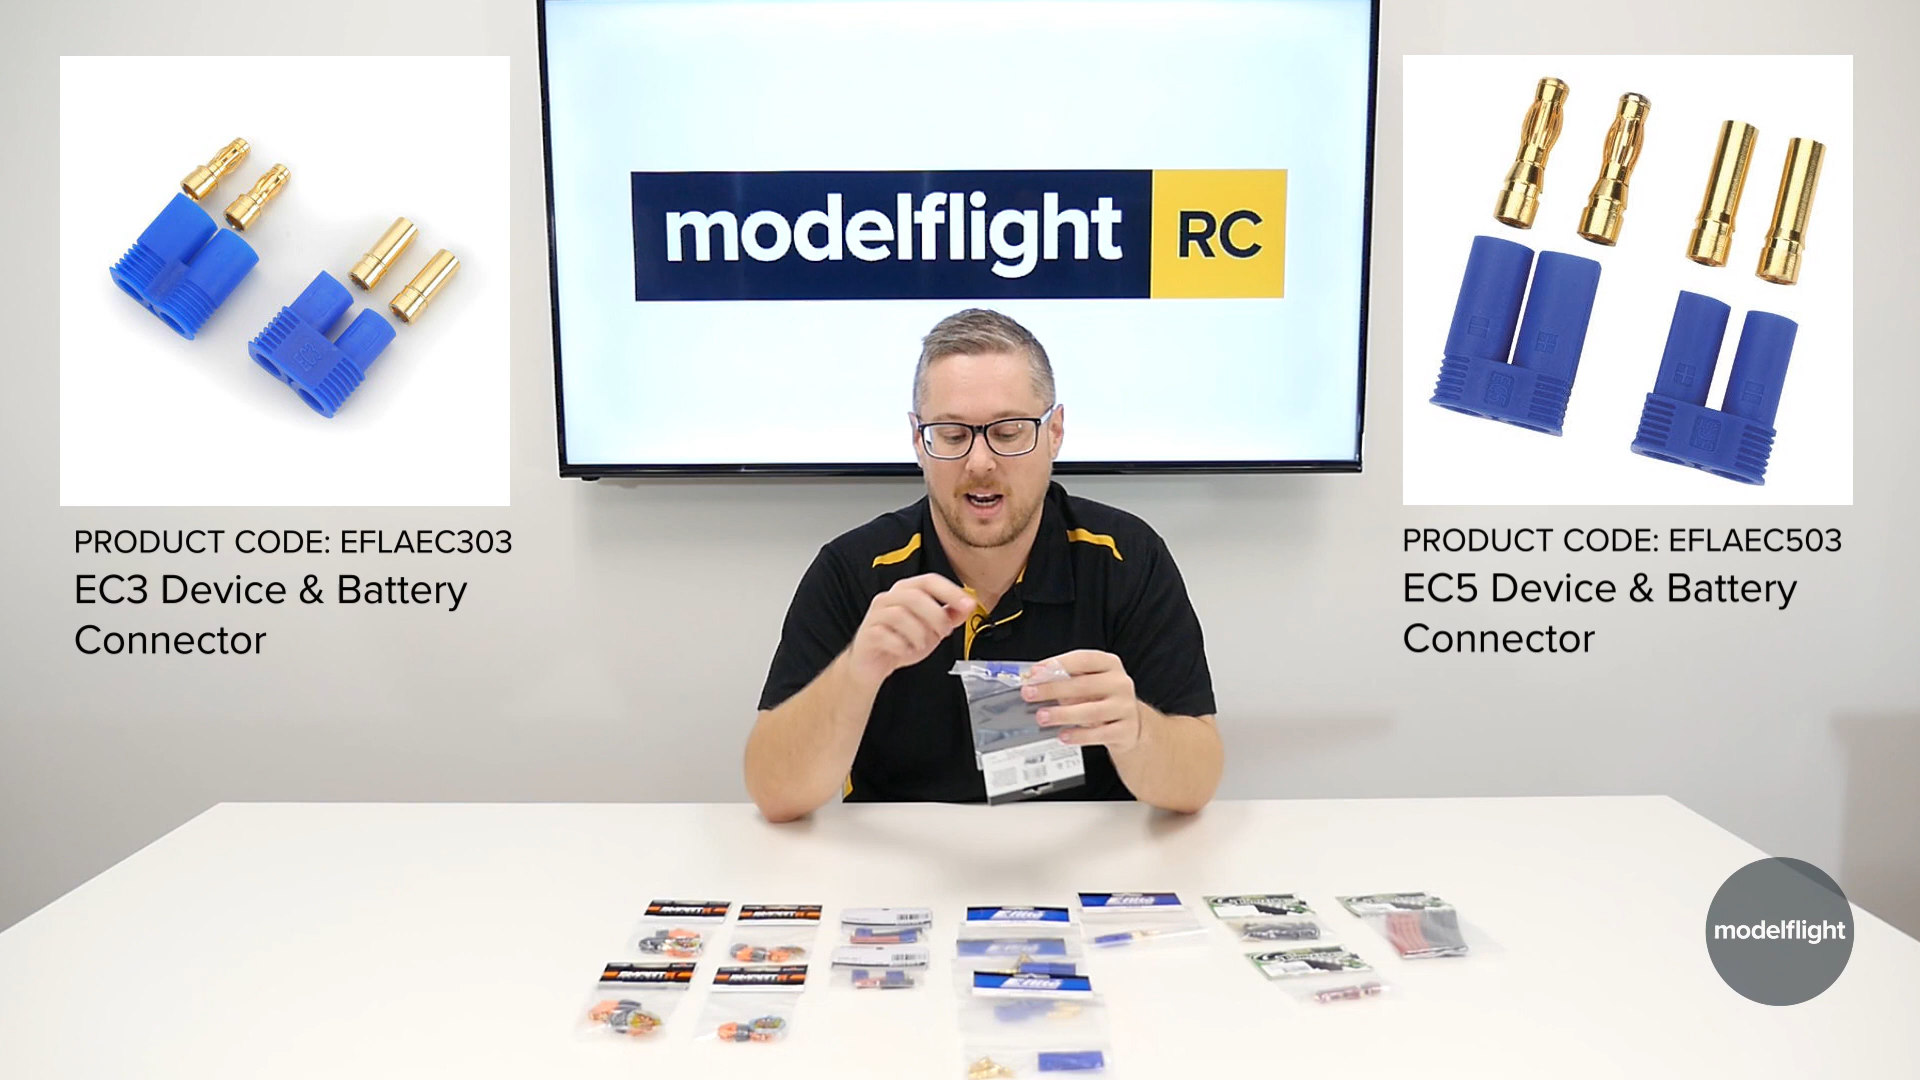 modelflight RC
PRODUCT CODE: EFLAEC303
EC3 Device & Battery
Connector
PRODUCT CODE: EFLAEC503
EC5 Device & Battery
Connector
modelflight